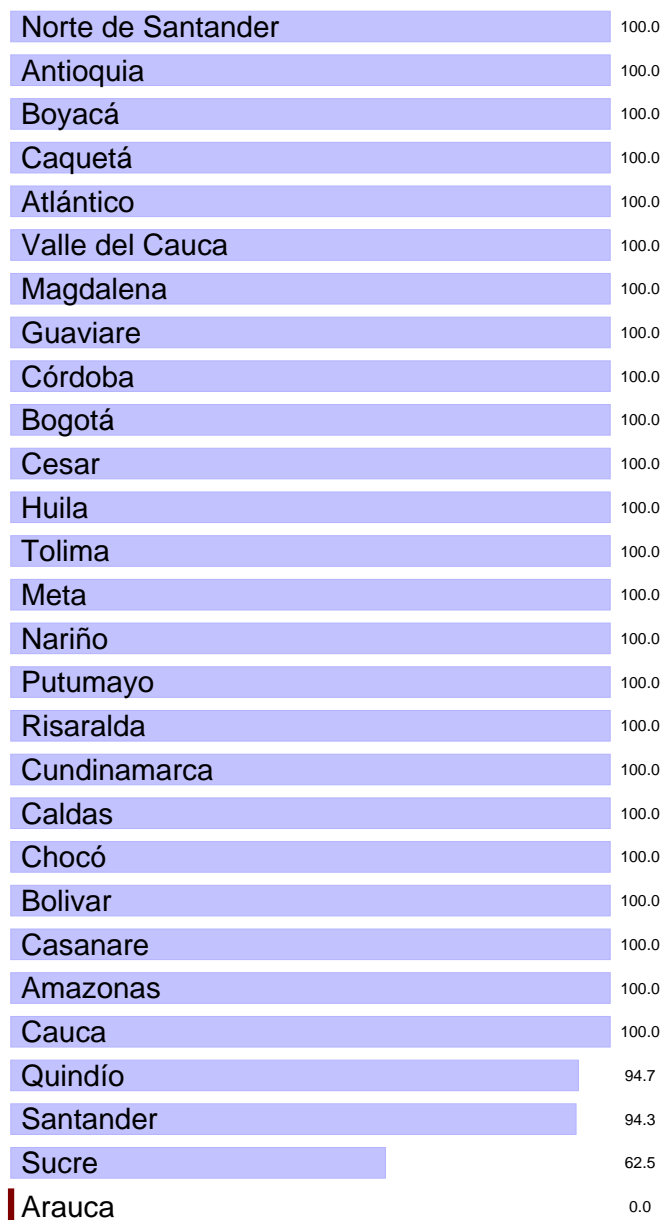 Norte de Santander 100.0
Antioquia 100.0
Boyacá 100.0
Caquetá 100.0
Atlántico 100.0
Valle del Cauca 100.0
Magdalena 100.0
Guaviare 100.0
Córdoba 100.0
Bogotá 100.0
Cesar 100.0
Huila 100.0
Tolima 100.0
Meta 100.0
Nariño 100.0
Putumayo 100.0
Risaralda 100.0
Cundinamarca 100.0
Caldas 100.0
Chocó 100.0
Bolivar 100.0
Casanare 100.0
Amazonas 100.0
Cauca 100.0
Quindío 94.7
Santander 94.3
Sucre 62.5
Arauca 0.0